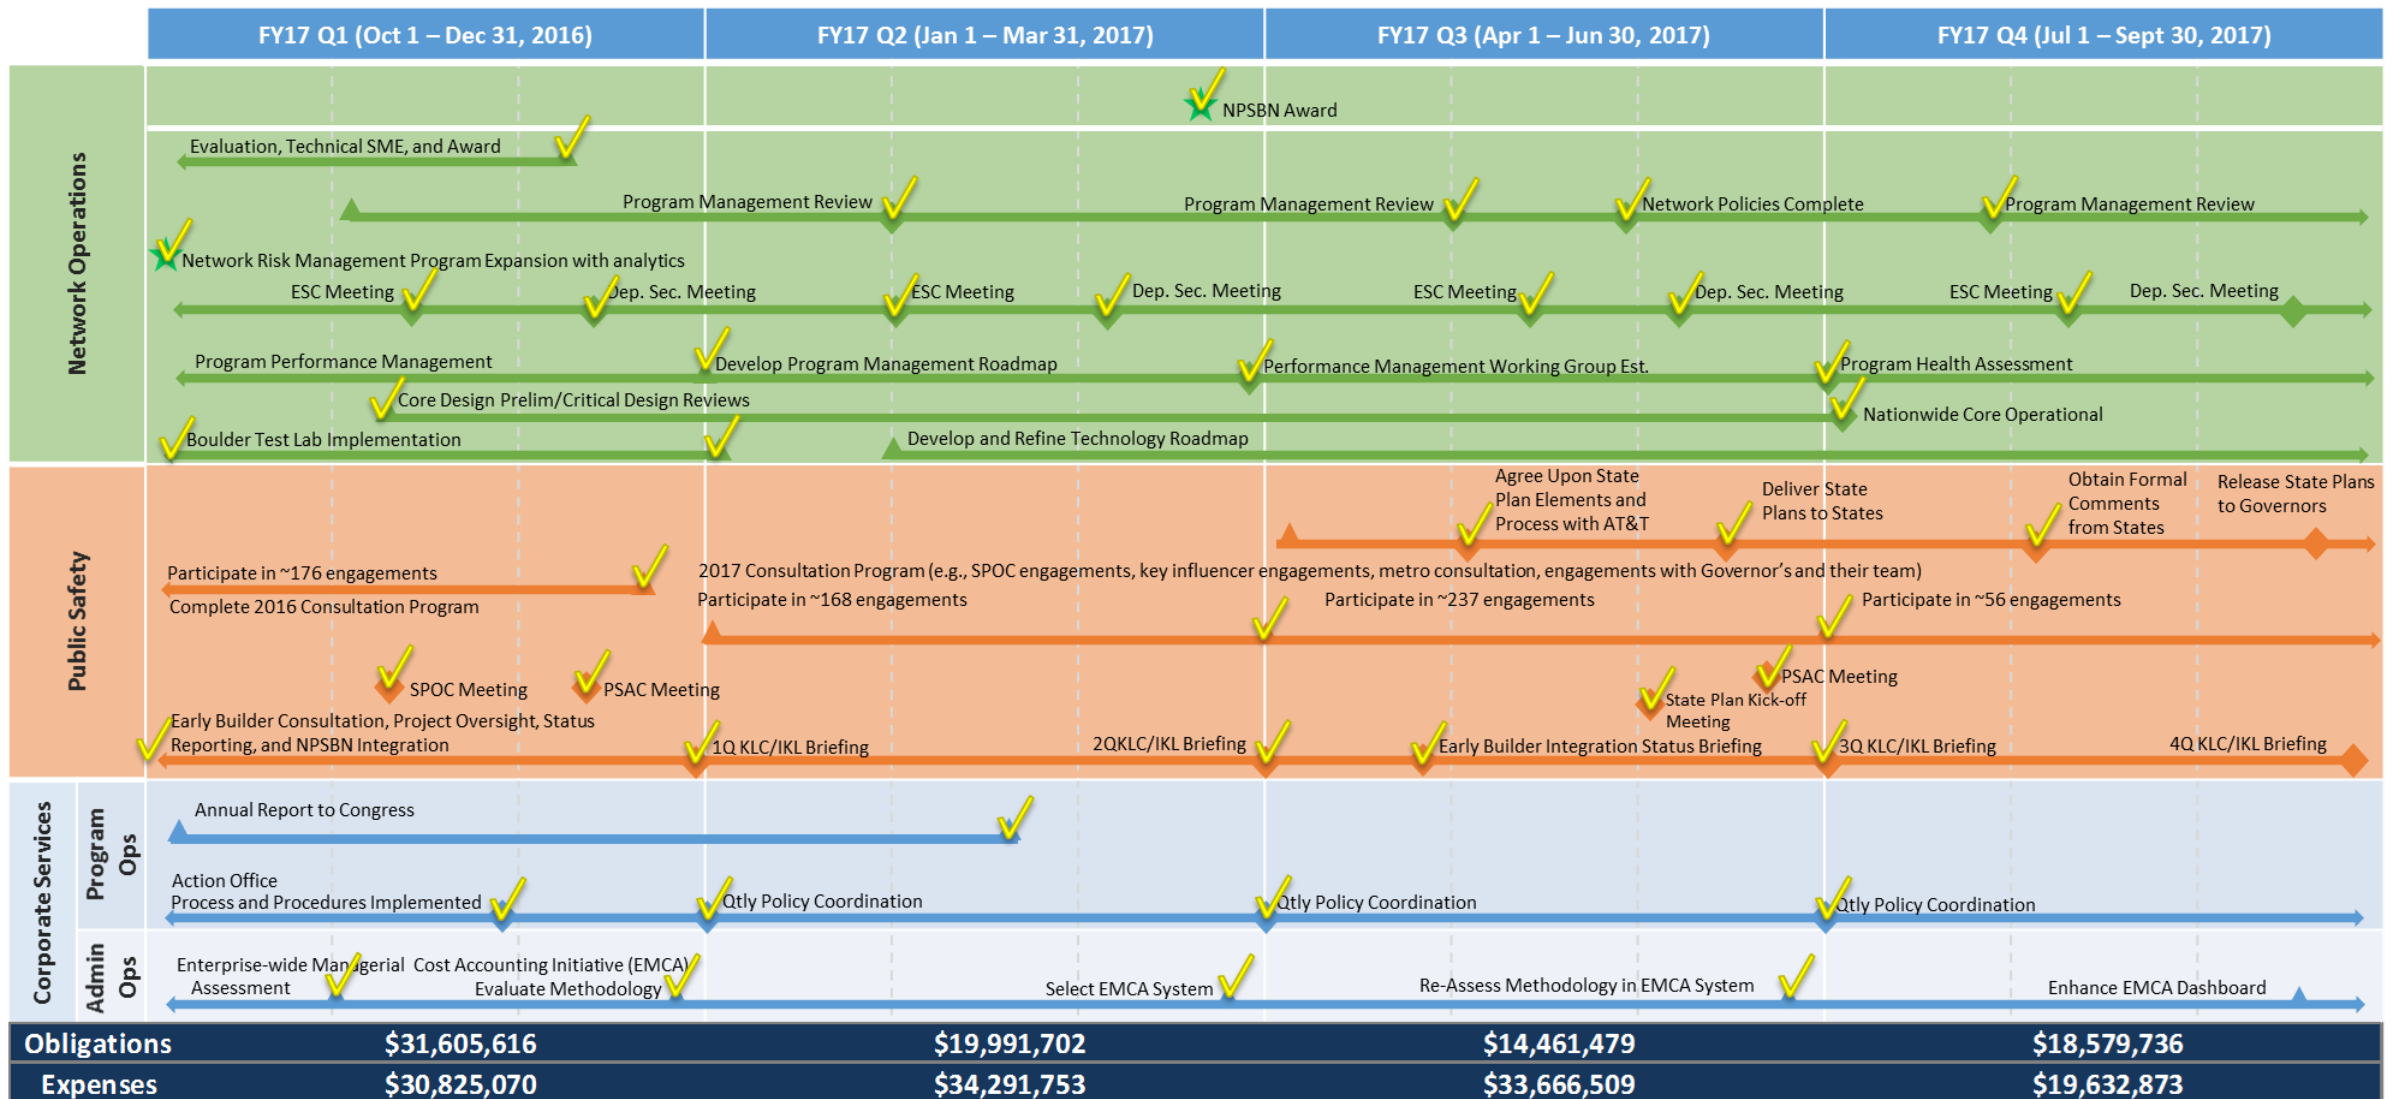 FY17 Q1 (Oct 1 – Dec 31, 2016)
FY17 Q2 (Jan 1 – Mar 31, 2017)
FY17 Q3 (Apr 1 – Jun 30, 2017)
FY17 Q4 (Jul 1 – Sept 30, 2017)
Network Operations
NPSBN Award
Evaluation, Technical SME, and Award
Program Management Review
Program Management Review
Network Policies Complete
Program Management Review
Network Risk Management Program Expansion with analytics
ESC Meeting
Dep. Sec. Meeting
ESC Meeting
Dep. Sec. Meeting
ESC Meeting
Dep. Sec. Meeting
ESC Meeting
Dep. Sec. Meeting
Program Performance Management
Develop Program Management Roadmap
Performance Management Working Group Est.
Program Health Assessment
Core Design Prelim/Critical Design Reviews
Nationwide Core Operational
Boulder Test Lab Implementation
Develop and Refine Technology Roadmap
Public Safety
Agree Upon State
Plan Elements and
Process with AT&T
Deliver State
Plans to States
Obtain Formal
Comments
from States
Release State Plans
to Governors
Participate in ~176 engagements
Complete 2016 Consultation Program
2017 Consultation Program (e.g., SPOC engagements, key influencer engagements, metro consultation, engagements with Governor's and their team)
Participate in ~168 engagements
Participate in ~237 engagements
Participate in ~56 engagements
SPOC Meeting
PSAC Meeting
State Plan Kick-off
Meeting
PSAC Meeting
Early Builder Consultation, Project Oversight, Status
Reporting, and NPSBN Integration
1Q KLC/IKL Briefing
2QKLC/IKL Briefing
Early Builder Integration Status Briefing
3Q KLC/IKL Briefing
4Q KLC/IKL Briefing
Corporate Services
Program
Ops
Annual Report to Congress
Action Office
Process and Procedures Implemented
Qtly Policy Coordination
Qtly Policy Coordination
Qtly Policy Coordination
Admin
Ops
Enterprise-wide Managerial Cost Accounting Initiative (EMCA)
Assessment
Evaluate Methodology
Select EMCA System
Re-Assess Methodology in EMCA System
Enhance EMCA Dashboard
Obligations
$31,605,616
$19,991,702
$14,461,479
$18,579,736
Expenses
$30,825,070
$34,291,753
$33,666,509
$19,632,873